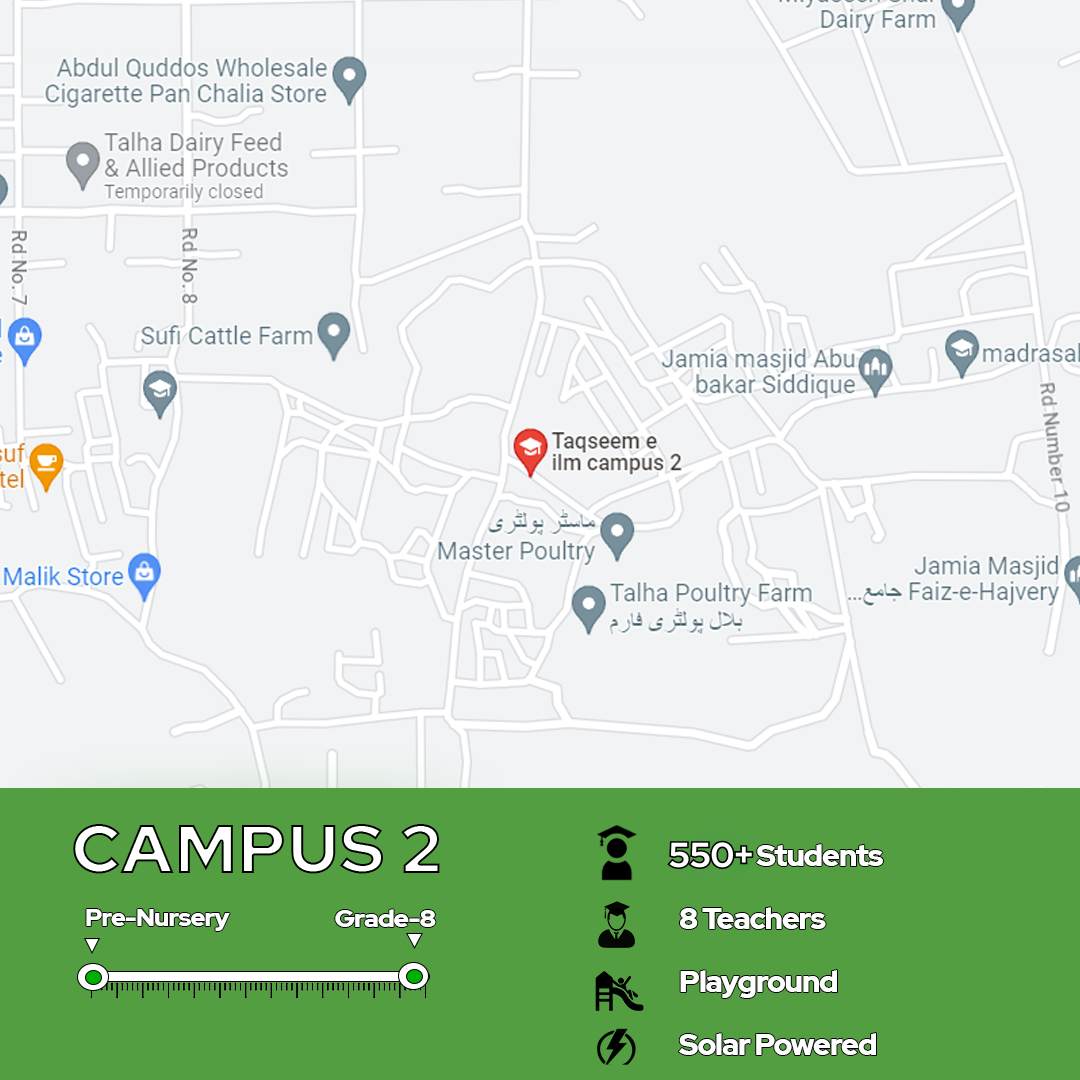 Dairy Farm
Abdul Quddos Wholesale
Cigarette Pan Chalia Store
Talha Dairy Feed
& Allied Products
Temporarily closed
Rd No. 7
Rd No. 8
Sufi Cattle Farm
Jamia masjid Abu
bakar Siddique
madrasah
Rd Number 10
Taqseem e
ilm campus 2
ماسٹر پولٹری
Master Poultry
Malik Store
Talha Poultry Farm
بلال پولٹری فارم
Jamia Masjid
Faiz-e-Hajvery جامع...
CAMPUS 2
Pre-Nursery
Grade-8
550+ Students
8 Teachers
Playground
Solar Powered